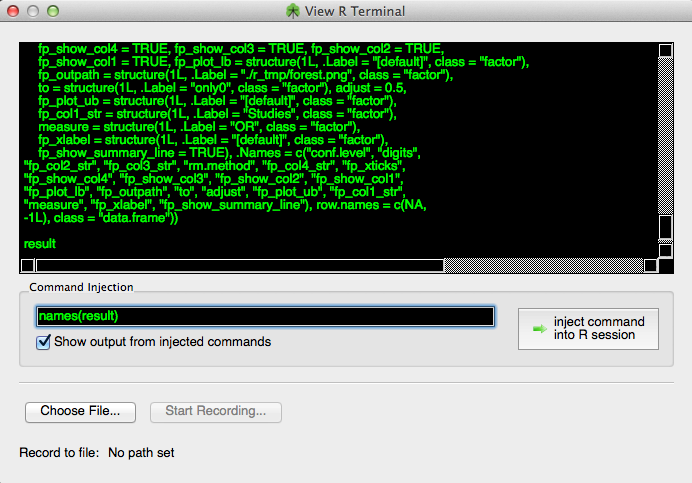 View R Terminal
fp_show_col4 = TRUE, fp_show_col3 = TRUE, fp_show_col2 = TRUE,
fp_show_col1 = TRUE, fp_plot_lb = structure(1L, .Label = "[default]", class = "factor"),
fp_outpath = structure(1L, .Label = "./r_tmp/forest.png", class = "factor"),
to = structure(1L, .Label = "only0", class = "factor"), adjust = 0.5,
fp_plot_ub = structure(1L, .Label = "[default]", class = "factor"),
fp_col1_str = structure(1L, .Label = "Studies", class = "factor"),
measure = structure(1L, .Label = "OR", class = "factor"),
fp_xlabel = structure(1L, .Label = "[default]", class = "factor"),
fp_show_summary_line = TRUE), .Names = c("conf.level", "digits",
"fp_col2_str", "fp_col3_str", "rm.method", "fp_col4_str", "fp_xticks",
"fp_show_col4", "fp_show_col3", "fp_show_col2", "fp_show_col1",
"fp_plot_lb", "fp_outpath", "to", "adjust", "fp_plot_ub", "fp_col1_str",
"measure", "fp_xlabel", "fp_show_summary_line"), row.names = c(NA,
-1L), class = "data.frame"))
result
Command Injection
names(result)
inject command
into R session
Show output from injected commands
Choose File...
Start Recording...
Record to file: No path set